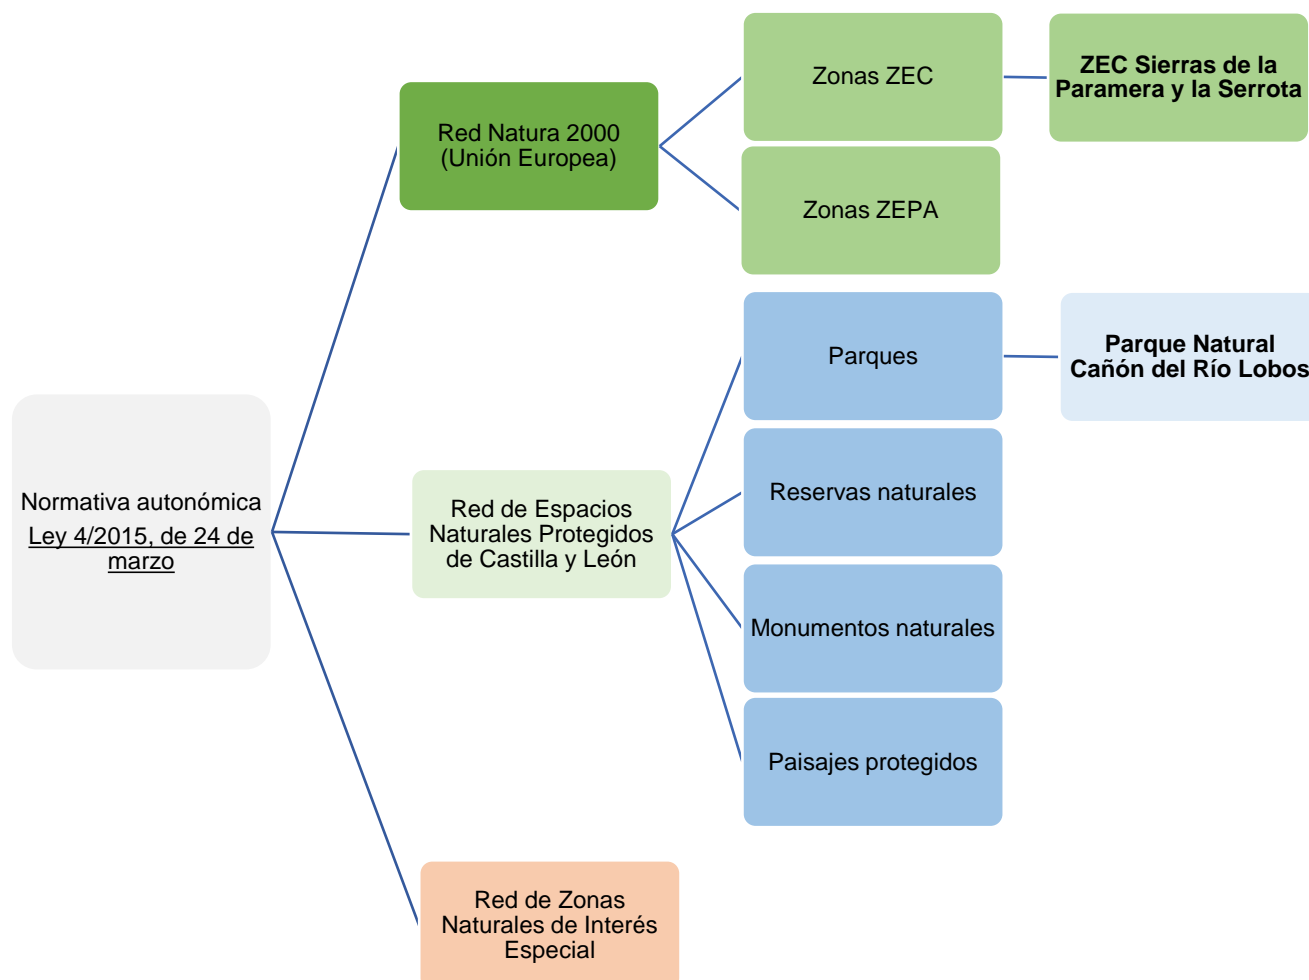 Normativa autonómica
Ley 4/2015, de 24 de
marzo
Red Natura 2000
(Unión Europea)
Zonas ZEC
ZEC Sierras de la
Paramera y la Serrota
Zonas ZEPA
Red de Espacios
Naturales Protegidos
de Castilla y León
Parques
Parque Natural
Cañón del Río Lobos
Reservas naturales
Monumentos naturales
Paisajes protegidos
Red de Zonas
Naturales de Interés
Especial